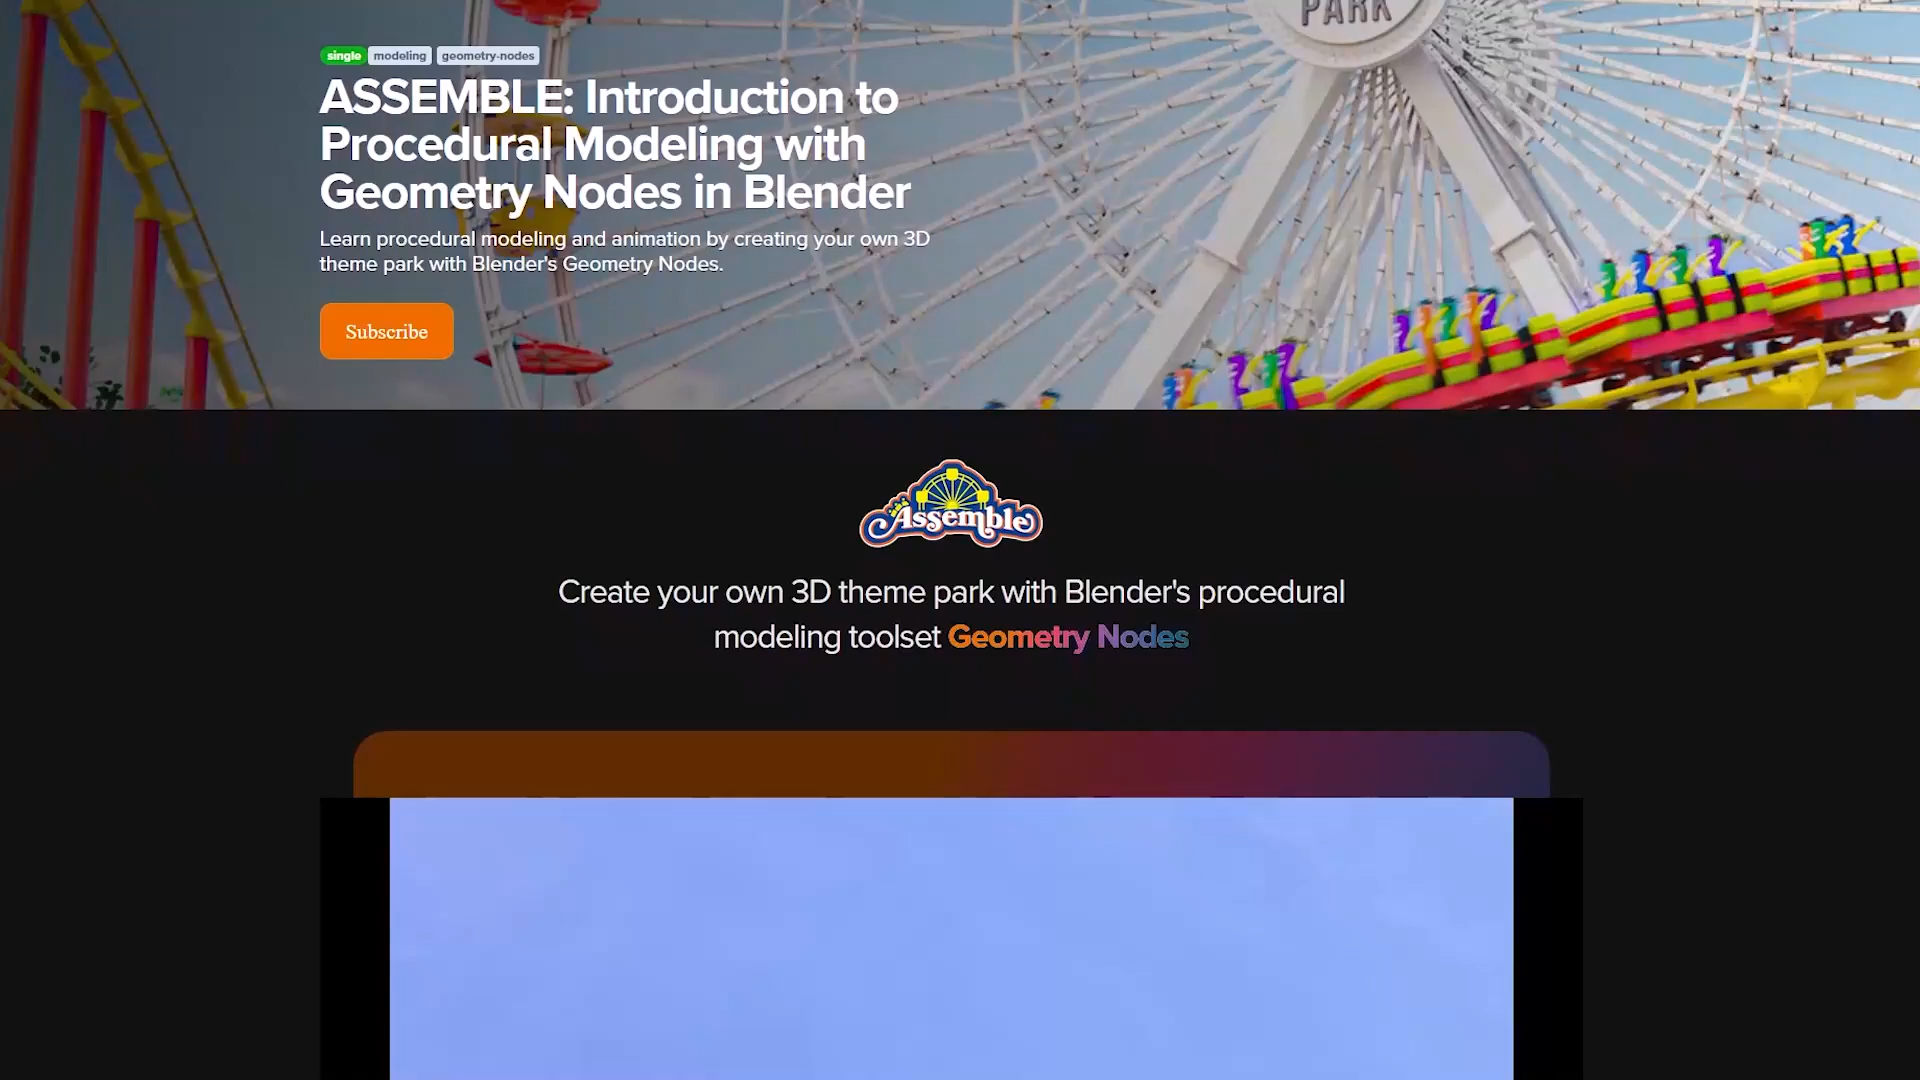 PARK
single modeling geometry-nodes
ASSEMBLE: Introduction to
Procedural Modeling with
Geometry Nodes in Blender
Learn procedural modeling and animation by creating your own 3D
theme park with Blender's Geometry Nodes.
Subscribe
Assemble
Create your own 3D theme park with Blender's procedural
modeling toolset Geometry Nodes